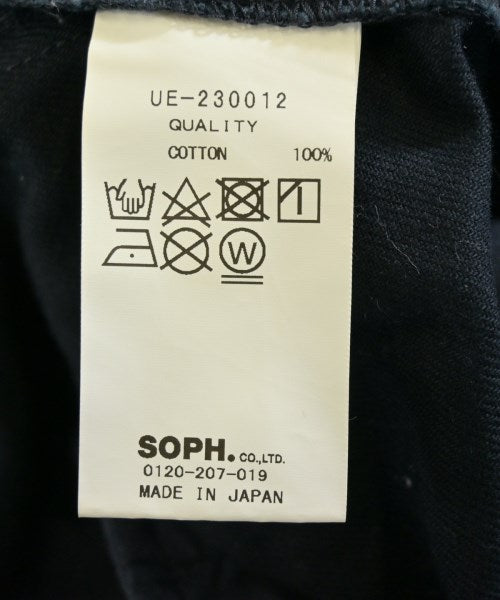 UE-230012
QUALITY
COTTON 100%
W
SOPH. CO.,LTD.
0120-207-019
MADE IN JAPAN